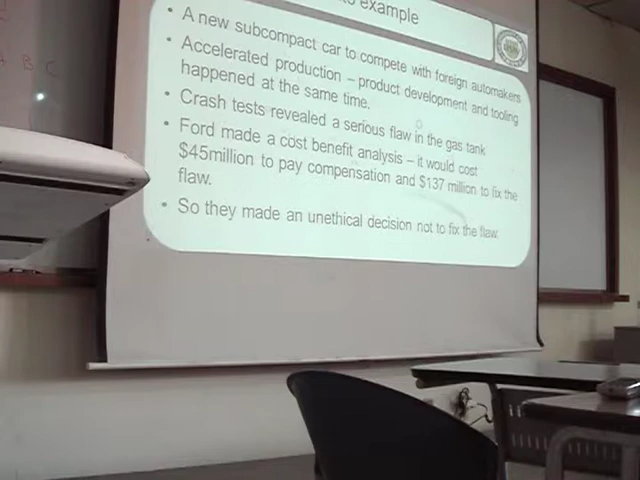 example
• A new subcompact car to compete with foreign automakers
• Accelerated production – product development and tooling
happened at the same time.
• Crash tests revealed a serious flaw in the gas tank
• Ford made a cost benefit analysis – it would cost
$45million to pay compensation and $137 million to fix the
flaw.
• So they made an unethical decision not to fix the flaw.